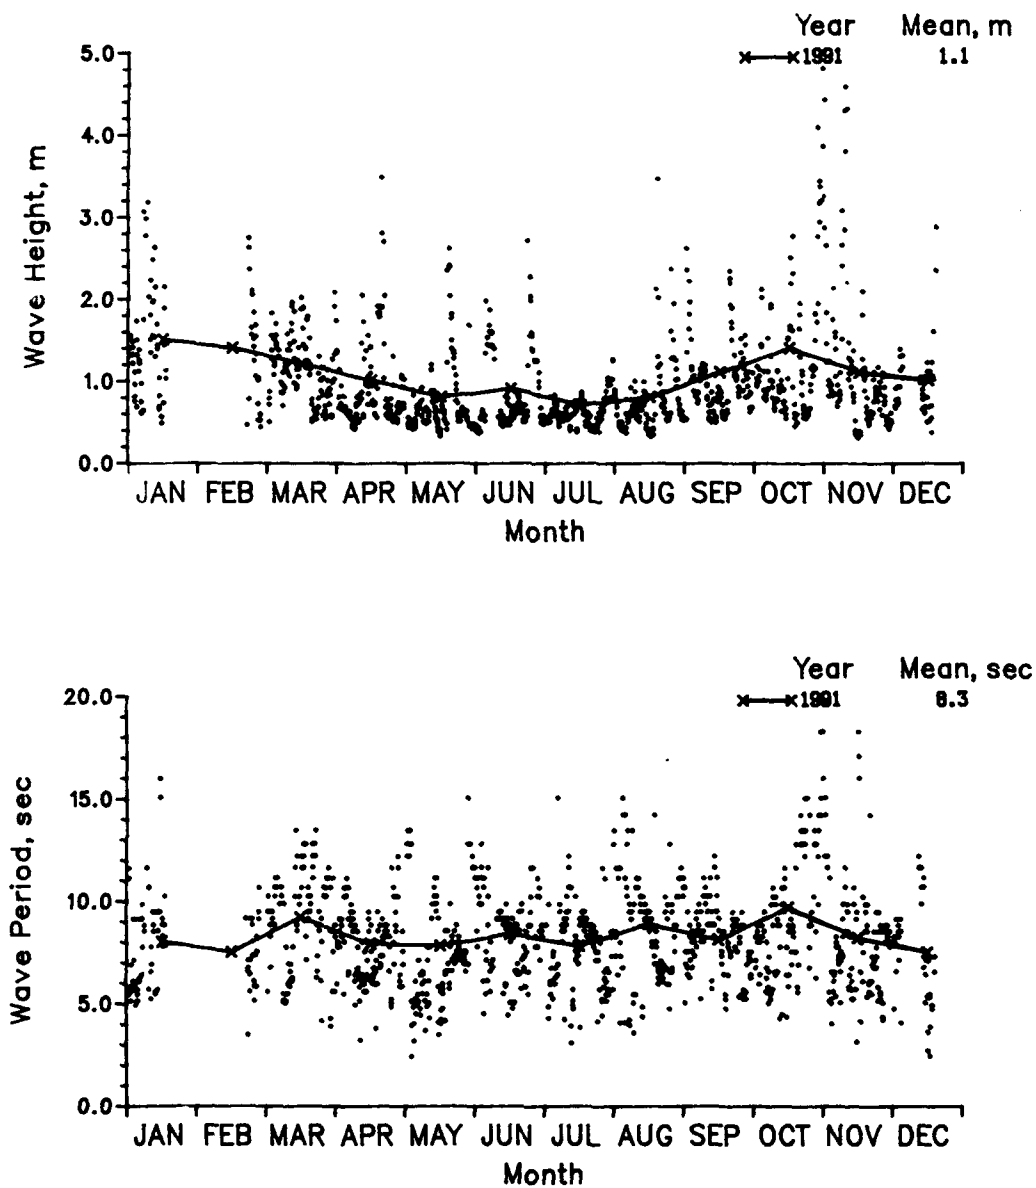 Year Mean, m
1991 1.1
5.0
4.0
3.0
2.0
1.0
0.0
Wave Height, m
JAN FEB MAR APR MAY JUN JUL AUG SEP OCT NOV DEC
Month
Year Mean, sec
1991 8.3
20.0
15.0
10.0
5.0
0.0
Wave Period, sec
JAN FEB MAR APR MAY JUN JUL AUG SEP OCT NOV DEC
Month